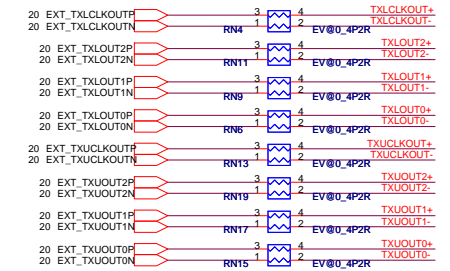 20 EXT_TXLCLKOUTP 3 4 TXLCLKOUT+
20 EXT_TXLCLKOUTN 1 2 TXLCLKOUT-
RN4 EV@0_4P2R
20 EXT_TXLOUT2P 3 4 TXLOUT2+
20 EXT_TXLOUT2N 1 2 TXLOUT2-
RN11 EV@0_4P2R
20 EXT_TXLOUT1P 3 4 TXLOUT1+
20 EXT_TXLOUT1N 1 2 TXLOUT1-
RN9 EV@0_4P2R
20 EXT_TXLOUT0P 3 4 TXLOUT0+
20 EXT_TXLOUT0N 1 2 TXLOUT0-
RN6 EV@0_4P2R
20 EXT_TXUCLKOUTP 3 4 TXUCLKOUT+
20 EXT_TXUCLKOUTN 1 2 TXUCLKOUT-
RN13 EV@0_4P2R
20 EXT_TXUOUT2P 3 4 TXUOUT2+
20 EXT_TXUOUT2N 1 2 TXUOUT2-
RN19 EV@0_4P2R
20 EXT_TXUOUT1P 3 4 TXUOUT1+
20 EXT_TXUOUT1N 1 2 TXUOUT1-
RN17 EV@0_4P2R
20 EXT_TXUOUT0P 3 4 TXUOUT0+
20 EXT_TXUOUT0N 1 2 TXUOUT0-
RN15 EV@0_4P2R